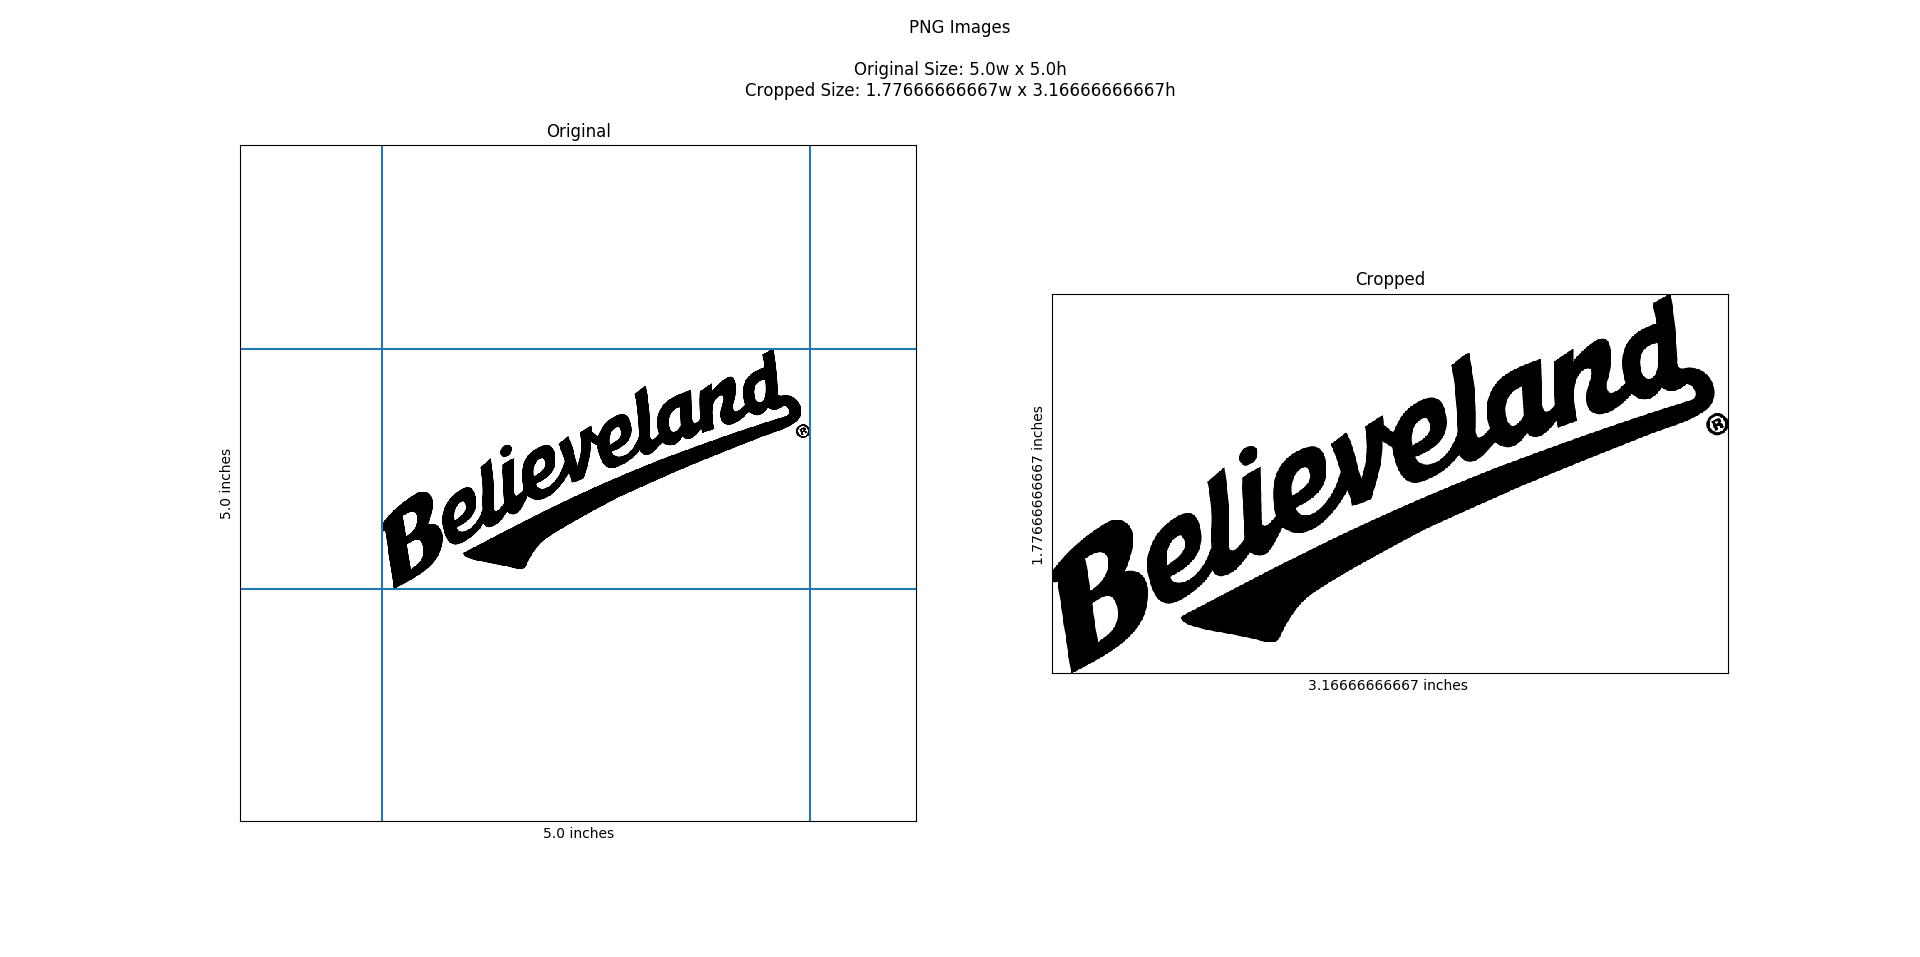 PNG Images
Original Size: 5.0w x 5.0h
Cropped Size: 1.77666666667w x 3.16666666667h
Original
5.0 inches
Believeland
®
5.0 inches
Cropped
1.77666666667 inches
Believeland
®
3.16666666667 inches